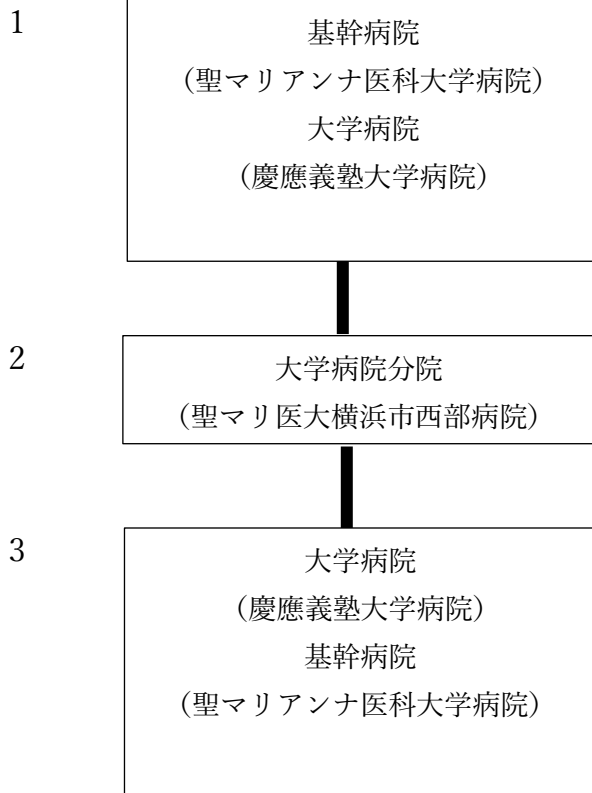 1
基幹病院
(聖マリアンナ医科大学病院)
大学病院
(慶應義塾大学病院)
2
大学病院分院
(聖マリ医大横浜市西部病院)
3
大学病院
(慶應義塾大学病院)
基幹病院
(聖マリアンナ医科大学病院)